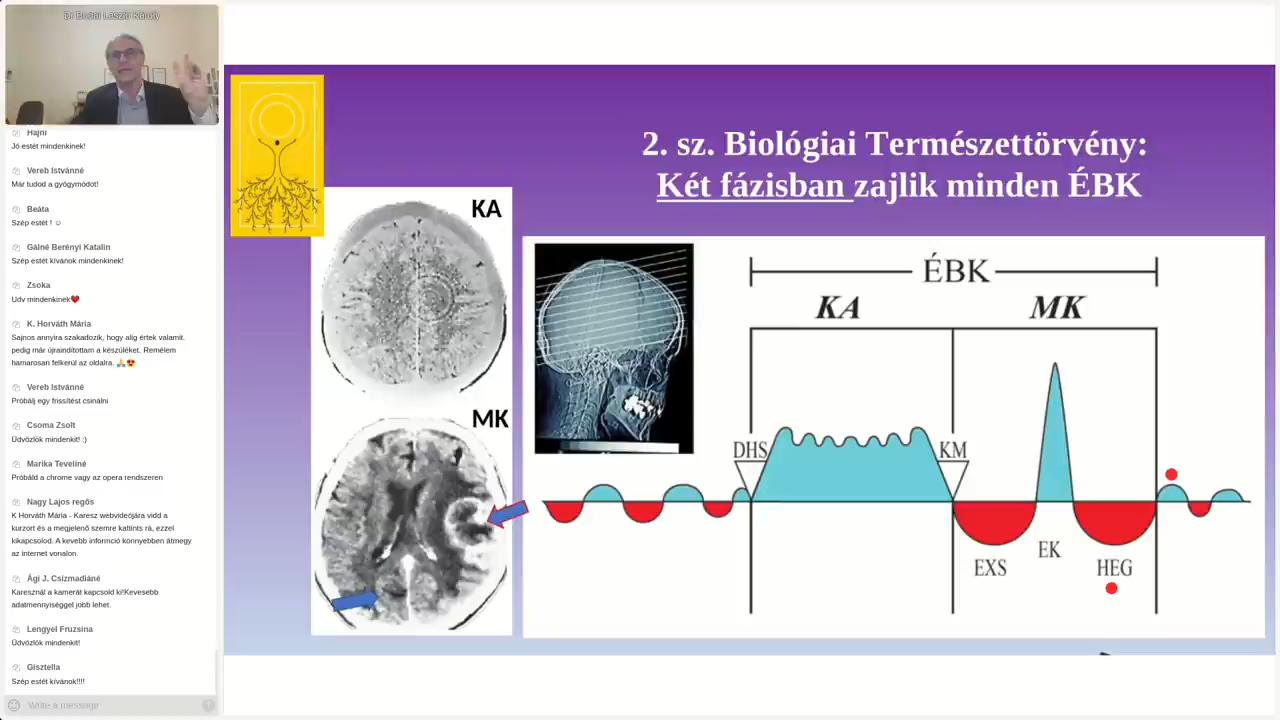 Dr Budai László Károly
Hajni
Jó estét mindenkinek!
Vereb Istvánné
Már tudod a gyógymódot!
Beáta
Szép estét ! ☺
Gálné Berényi Katalin
Szép estét kívánok mindenkinek!
Zsoka
Udv mindenkinek❤
K. Horváth Mária
Sajnos annyira szakadozik, hogy alig értek valamit.
pedig már újraindítottam a készüléket. Remélem
hamarosan felkerül az oldalra. 🙏😍
Vereb Istvánné
Próbálj egy frissítést csinálni
Csoma Zsolt
Üdvözlök mindenkit! :)
Marika Teveliné
Próbáld a chrome vagy az opera rendszeren
Nagy Lajos regős
K Horváth Mária - Karesz webvideójára vidd a
kurzort és a megjelenő szemre kattints rá, ezzel
kikapcsolod. A kevebb informció könnyebben átmegy
az internet vonalon.
Ági J. Csizmadiáné
Karesznál a kamerát kapcsold ki!Kevesebb
adatmennyiséggel jobb lehet.
Lengyel Fruzsina
Üdvözlök mindenkit!
Gisztella
Szép estét kívánok!!!!
Write a message
2. sz. Biológiai Természettörvény:
Két fázisban zajlik minden ÉBK
KA
MK
ÉBK
KA
MK
DHS
KM
EXS
EK
HEG